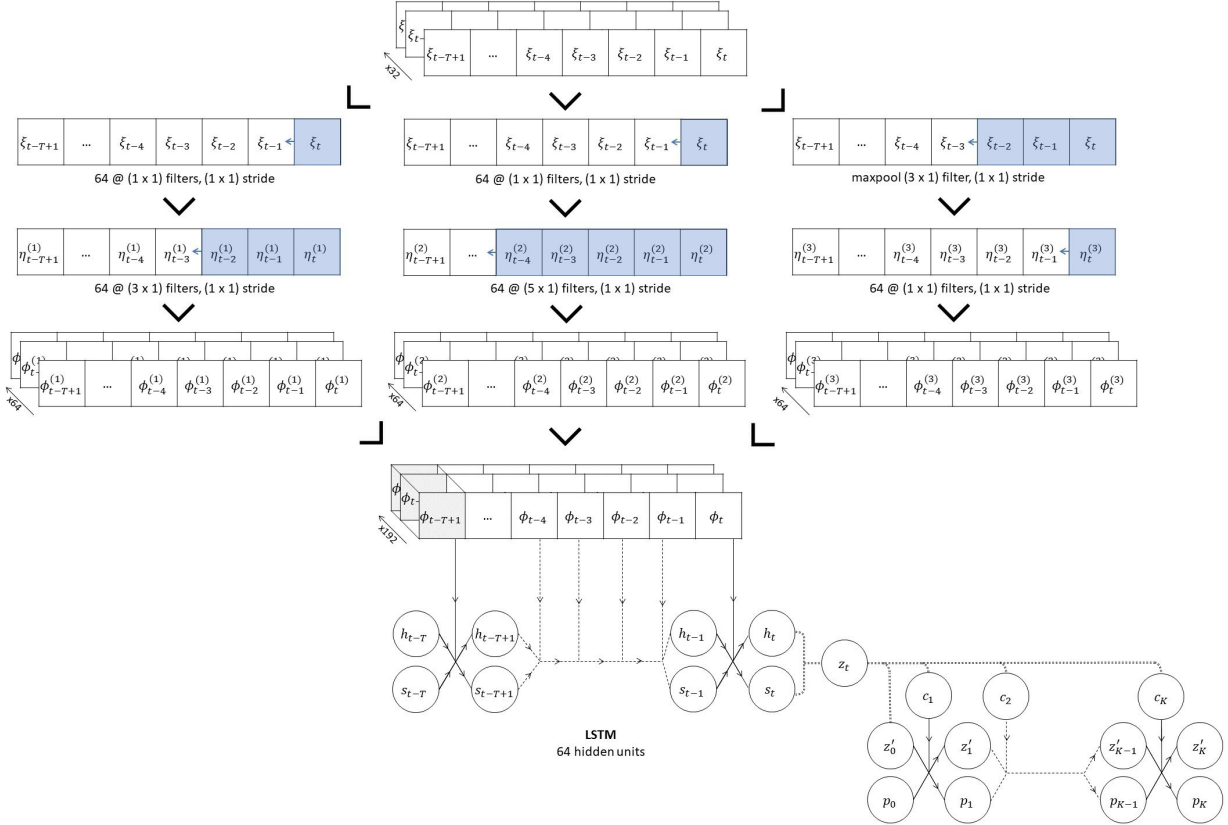 ξ ξ_t-
ξ_{t−T+1} ... ξ_{t−4} ξ_{t−3} ξ_{t−2} ξ_{t−1} ξ_t
x32
ξ_{t−T+1} ... ξ_{t−4} ξ_{t−3} ξ_{t−2} ξ_{t−1} ξ_t
64 @ (1 x 1) filters, (1 x 1) stride
ξ_{t−T+1} ... ξ_{t−4} ξ_{t−3} ξ_{t−2} ξ_{t−1} ξ_t
64 @ (1 x 1) filters, (1 x 1) stride
ξ_{t−T+1} ... ξ_{t−4} ξ_{t−3} ξ_{t−2} ξ_{t−1} ξ_t
maxpool (3 x 1) filter, (1 x 1) stride
η^{(1)}_{t−T+1} ... η^{(1)}_{t−4} η^{(1)}_{t−3} η^{(1)}_{t−2} η^{(1)}_{t−1} η^{(1)}_t
64 @ (3 x 1) filters, (1 x 1) stride
η^{(2)}_{t−T+1} ... η^{(2)}_{t−4} η^{(2)}_{t−3} η^{(2)}_{t−2} η^{(2)}_{t−1} η^{(2)}_t
64 @ (5 x 1) filters, (1 x 1) stride
η^{(3)}_{t−T+1} ... η^{(3)}_{t−4} η^{(3)}_{t−3} η^{(3)}_{t−2} η^{(3)}_{t−1} η^{(3)}_t
64 @ (1 x 1) filters, (1 x 1) stride
ϕ ϕ_t
ϕ^{(1)}_{t−T+1} ... ϕ^{(1)}_{t−4} ϕ^{(1)}_{t−3} ϕ^{(1)}_{t−2} ϕ^{(1)}_{t−1} ϕ^{(1)}_t
x64
ϕ ϕ_t
ϕ^{(2)}_{t−T+1} ... ϕ^{(2)}_{t−4} ϕ^{(2)}_{t−3} ϕ^{(2)}_{t−2} ϕ^{(2)}_{t−1} ϕ^{(2)}_t
x64
ϕ ϕ_t
ϕ^{(3)}_{t−T+1} ... ϕ^{(3)}_{t−4} ϕ^{(3)}_{t−3} ϕ^{(3)}_{t−2} ϕ^{(3)}_{t−1} ϕ^{(3)}_t
x64
ϕ ϕ_t-
ϕ_{t−T+1} ... ϕ_{t−4} ϕ_{t−3} ϕ_{t−2} ϕ_{t−1} ϕ_t
x192
h_{t−T} h_{t−T+1} h_{t−1} h_t
z_t
s_{t−T} s_{t−T+1} s_{t−1} s_t
c_1 c_2 c_K
LSTM
64 hidden units
z′_0 z′_1 z′_{K−1} z′_K
p_0 p_1 p_{K−1} p_K